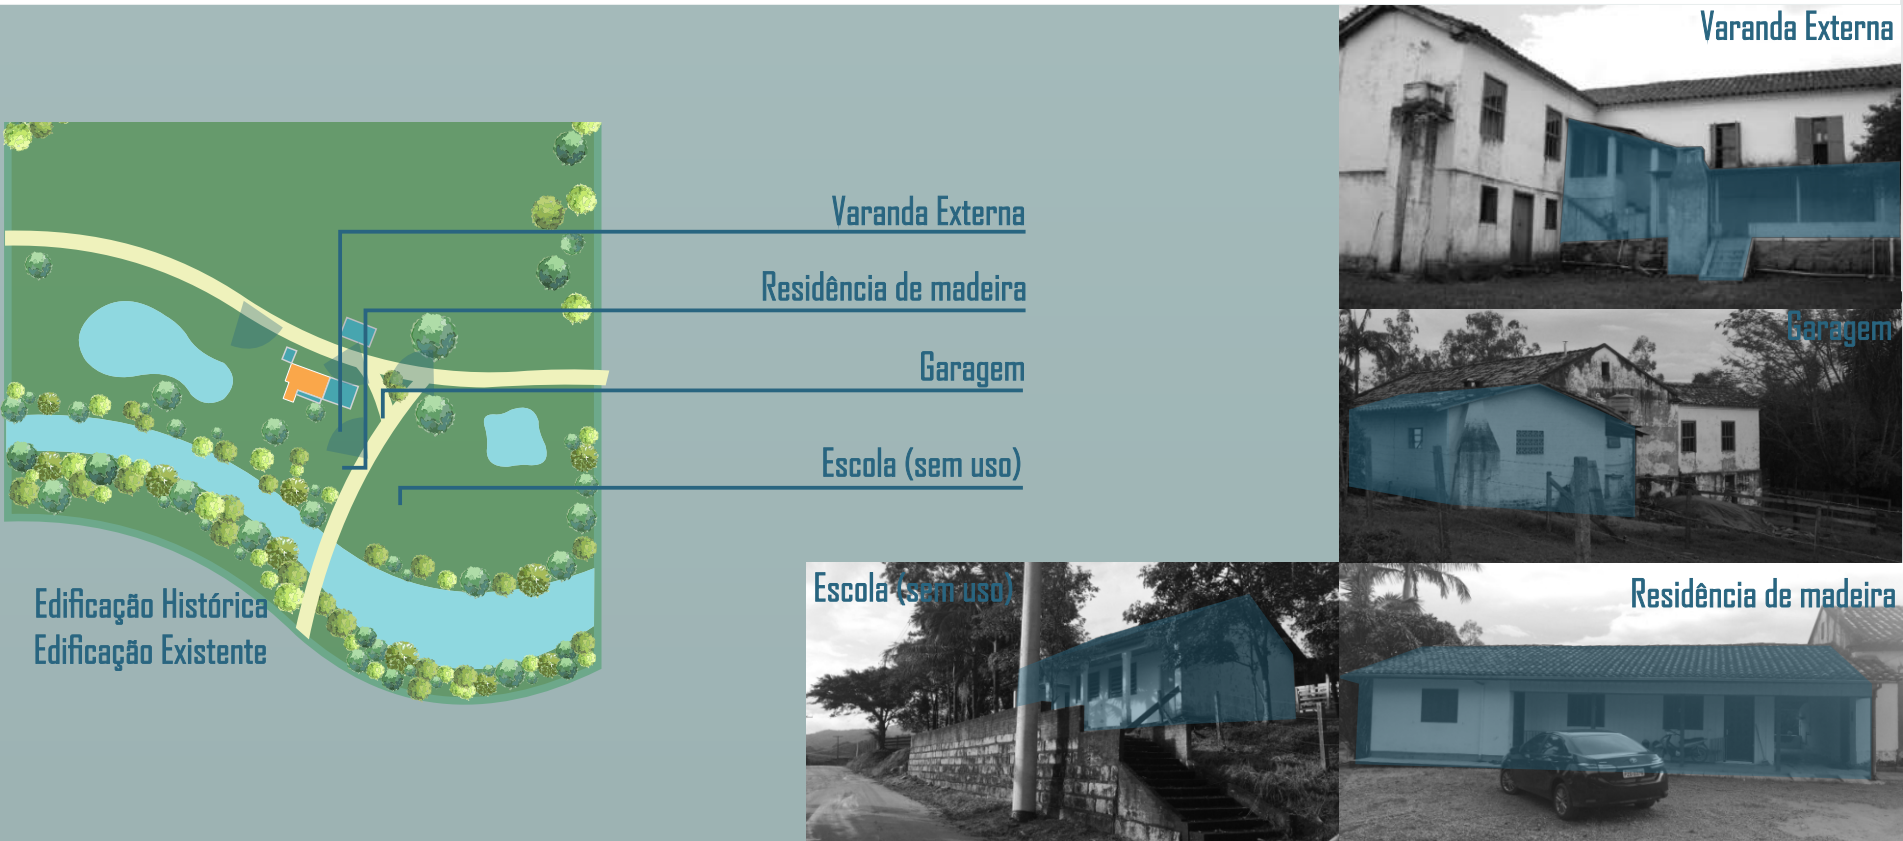 Varanda Externa
Residência de madeira
Garagem
Escola (sem uso)
Edificação Histórica
Edificação Existente
Varanda Externa
Garagem
Escola (sem uso)
Residência de madeira